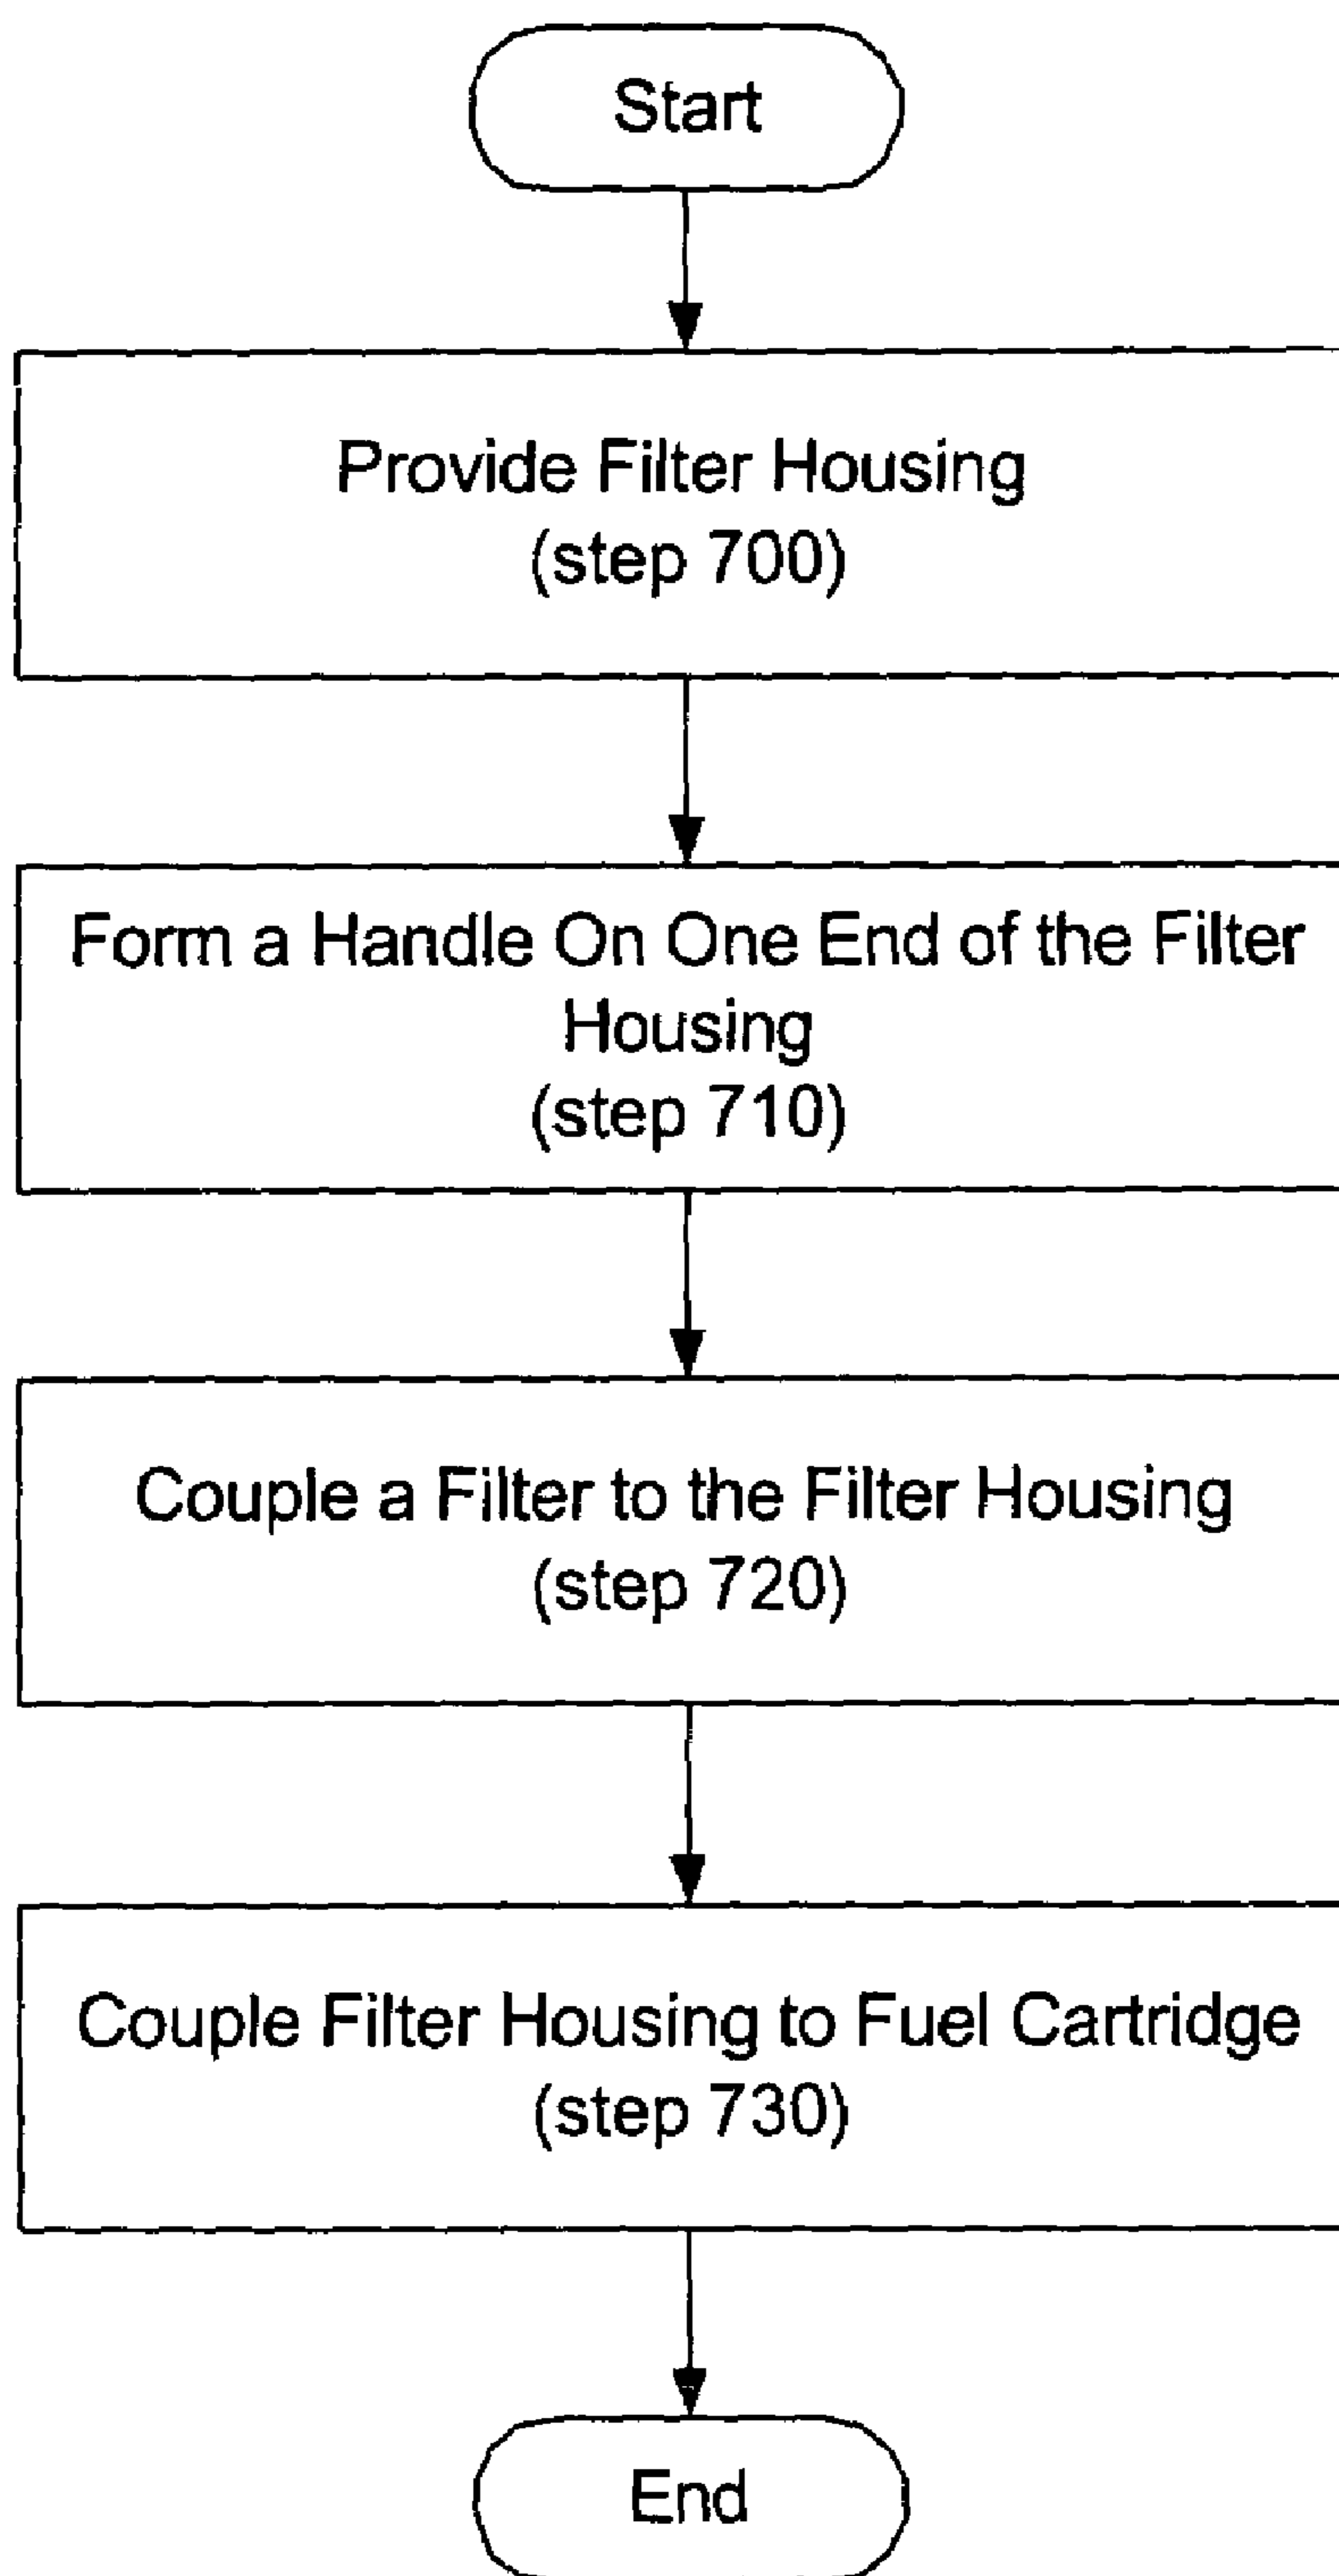 Start
Provide Filter Housing
(step 700)
Form a Handle On One End of the Filter
Housing
(step 710)
Couple a Filter to the Filter Housing
(step 720)
Couple Filter Housing to Fuel Cartridge
(step 730)
End